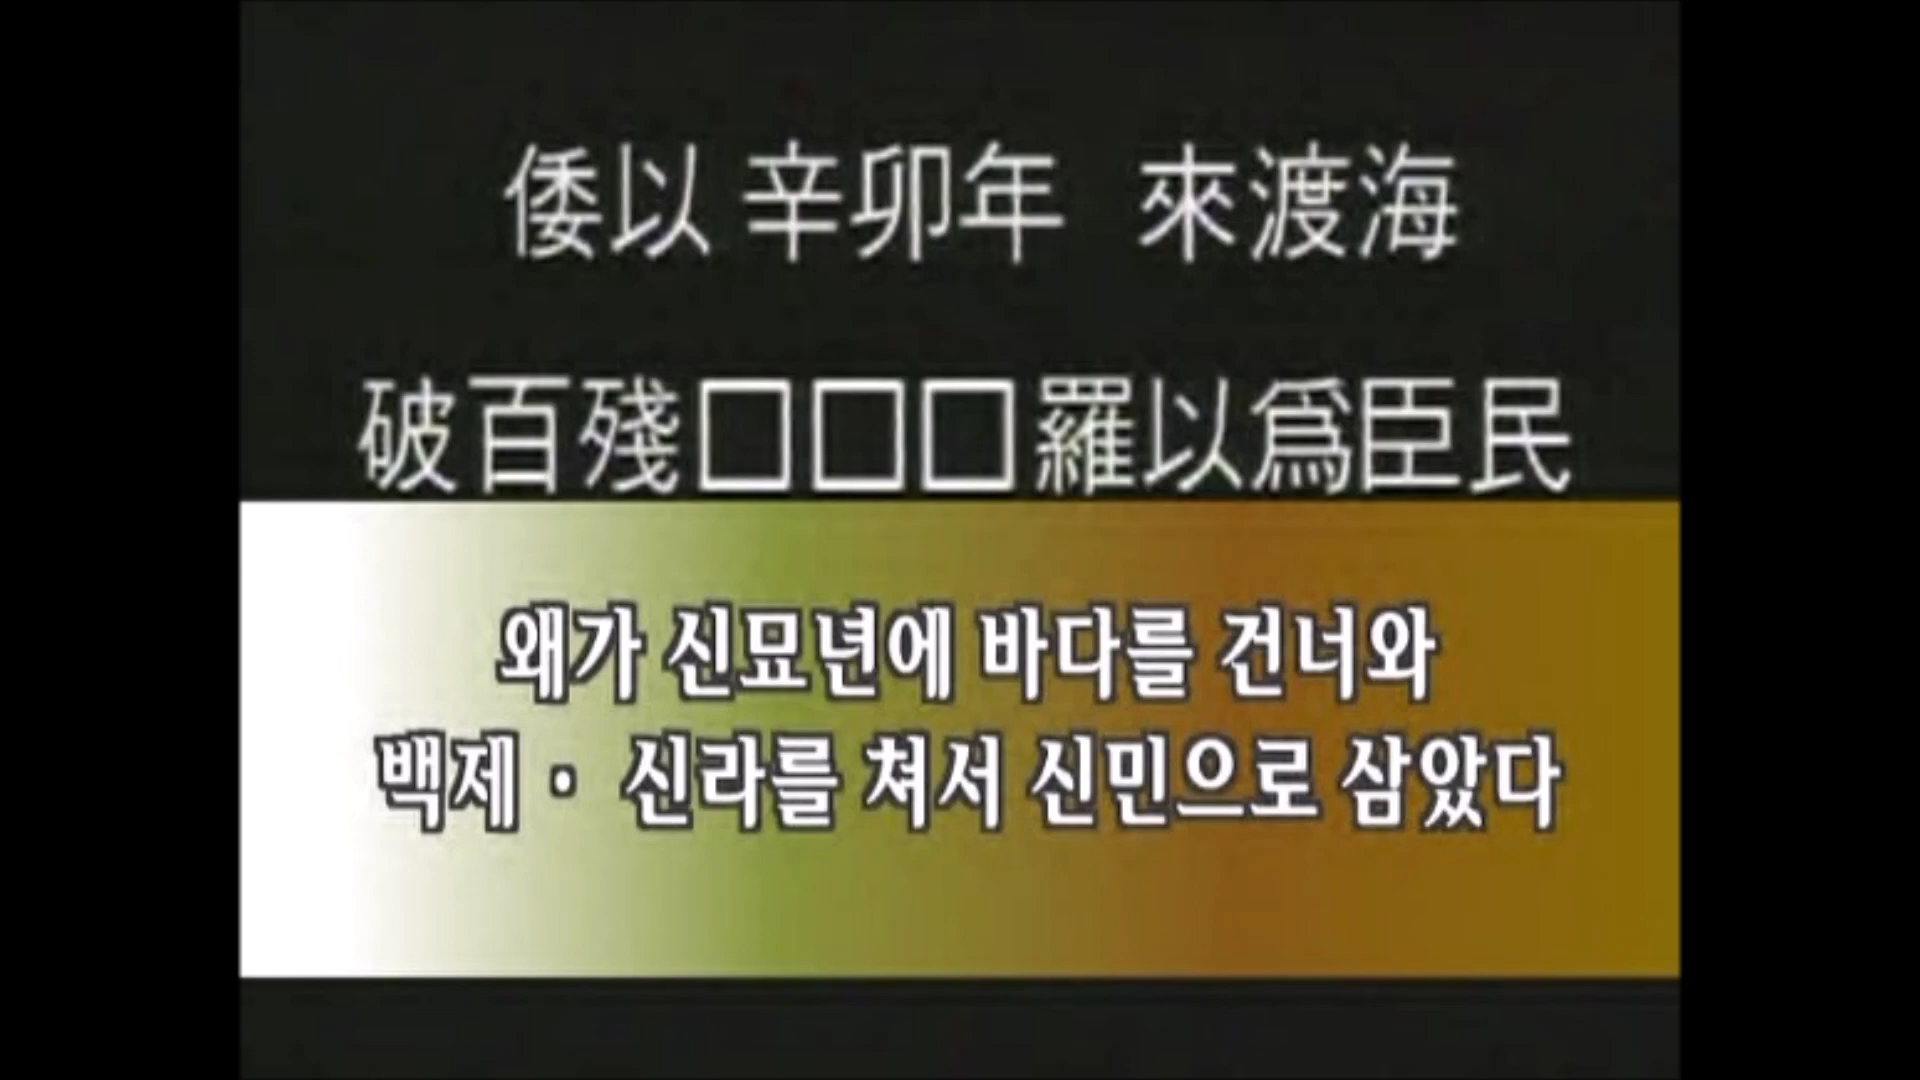 倭以 辛卯年 來渡海
破百殘□□□羅以爲臣民
왜가 신묘년에 바다를 건너와
백제 · 신라를 쳐서 신민으로 삼았다